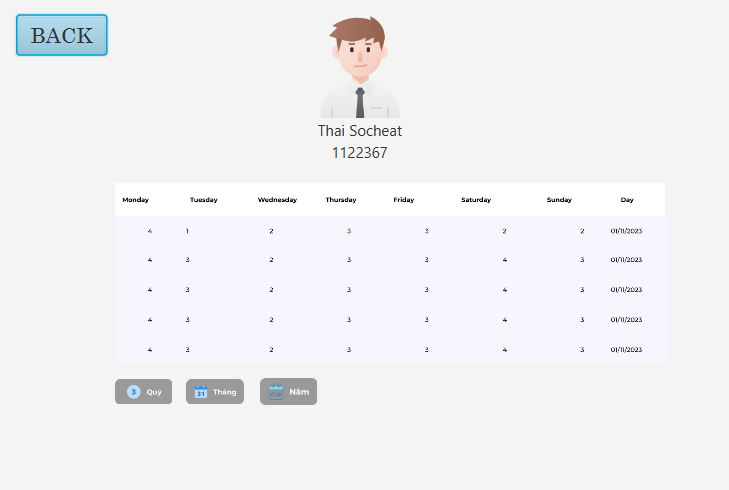 BACK
Thai Socheat
1122367
Monday Tuesday Wednesday Thursday Friday Saturday Sunday Day
4 1 2 3 3 2 2 01/11/2023
4 3 2 3 3 4 3 01/11/2023
4 3 2 3 3 4 3 01/11/2023
4 3 2 3 3 4 3 01/11/2023
4 3 2 3 3 4 3 01/11/2023
3 Quý 31 Tháng Năm